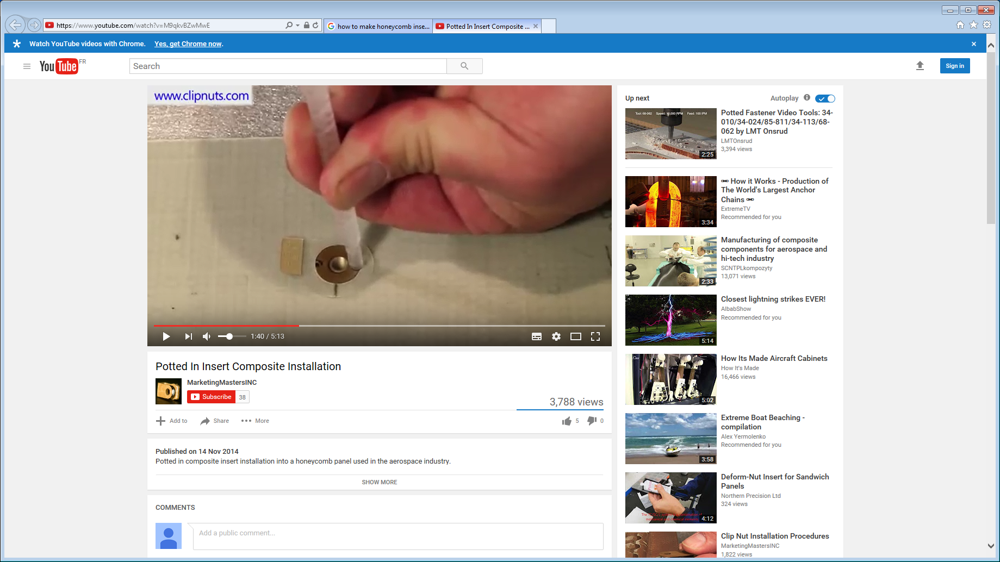 https://www.youtube.com/watch?v=M9qkvBZwMwE
how to make honeycomb inse...
Potted In Insert Composite ...
Watch YouTube videos with Chrome. Yes, get Chrome now.
YouTube FR
Search
Sign in
www.clipnuts.com
1:40 / 5:13
Potted In Insert Composite Installation
MarketingMastersINC
Subscribe 38
3,788 views
Add to Share More
5 0
Published on 14 Nov 2014
Potted in composite insert installation into a honeycomb panel used in the aerospace industry.
SHOW MORE
COMMENTS
Add a public comment...
Up next Autoplay
Tool: 68-062 Speed: 10,000 RPM Feed: 100 IPM
2:25
Potted Fastener Video Tools: 34-
010/34-024/85-811/34-113/68-
062 by LMT Onsrud
LMTOnsrud
3,394 views
3:34
How it Works - Production of
The World's Largest Anchor
Chains
ExtremeTV
Recommended for you
2:33
Manufacturing of composite
components for aerospace and
hi-tech industry
SCNTPLkompozyty
13,071 views
5:14
Closest lightning strikes EVER!
AlbabShow
Recommended for you
5:02
How Its Made Aircraft Cabinets
How It's Made
16,466 views
3:58
Extreme Boat Beaching -
compilation
Alex Yermolenko
Recommended for you
4:12
Deform-Nut Insert for Sandwich
Panels
Northern Precision Ltd
324 views
Clip Nut Installation Procedures
MarketingMastersINC
1,822 views